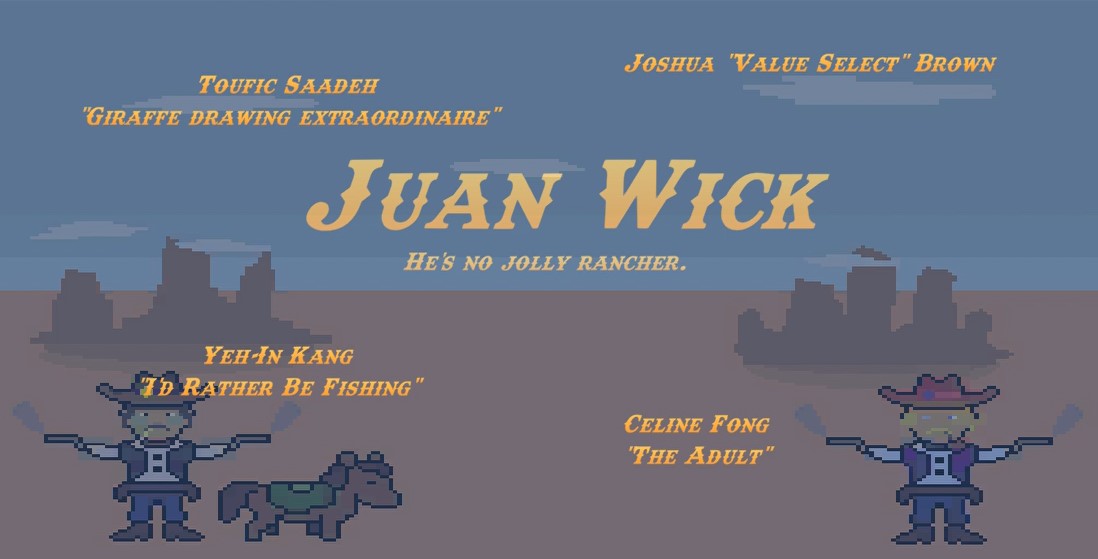 Joshua "Value Select" Brown
Toufic Saadeh
"Giraffe drawing extraordinaire"
Juan Wick
He's no jolly rancher.
Yeh-In Kang
"I'd Rather Be Fishing"
Celine Fong
"The Adult"